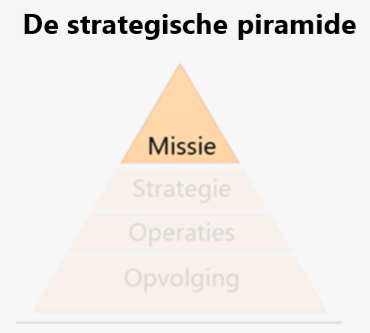 De strategische piramide
Missie
Strategie
Operaties
Opvolging